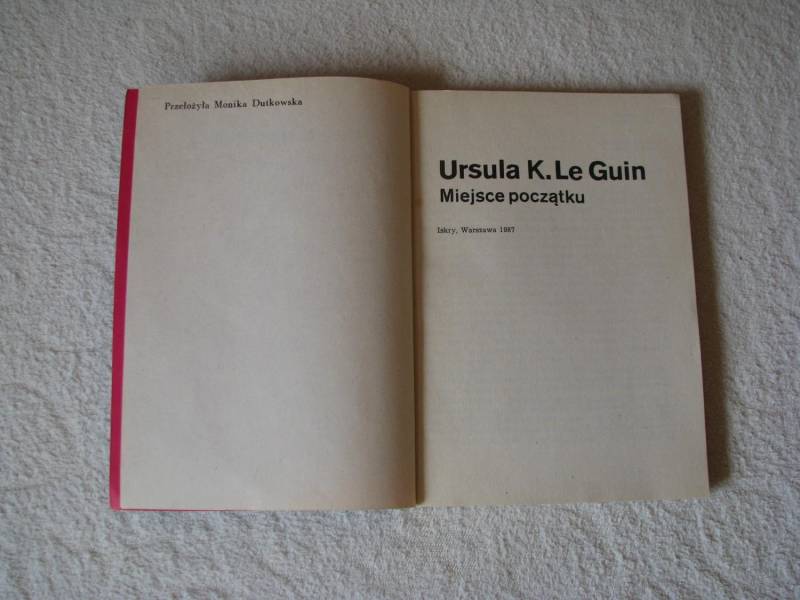 Przełożyła Monika Dutkowska
Ursula K. Le Guin
Miejsce początku
Iskry, Warszawa 1987